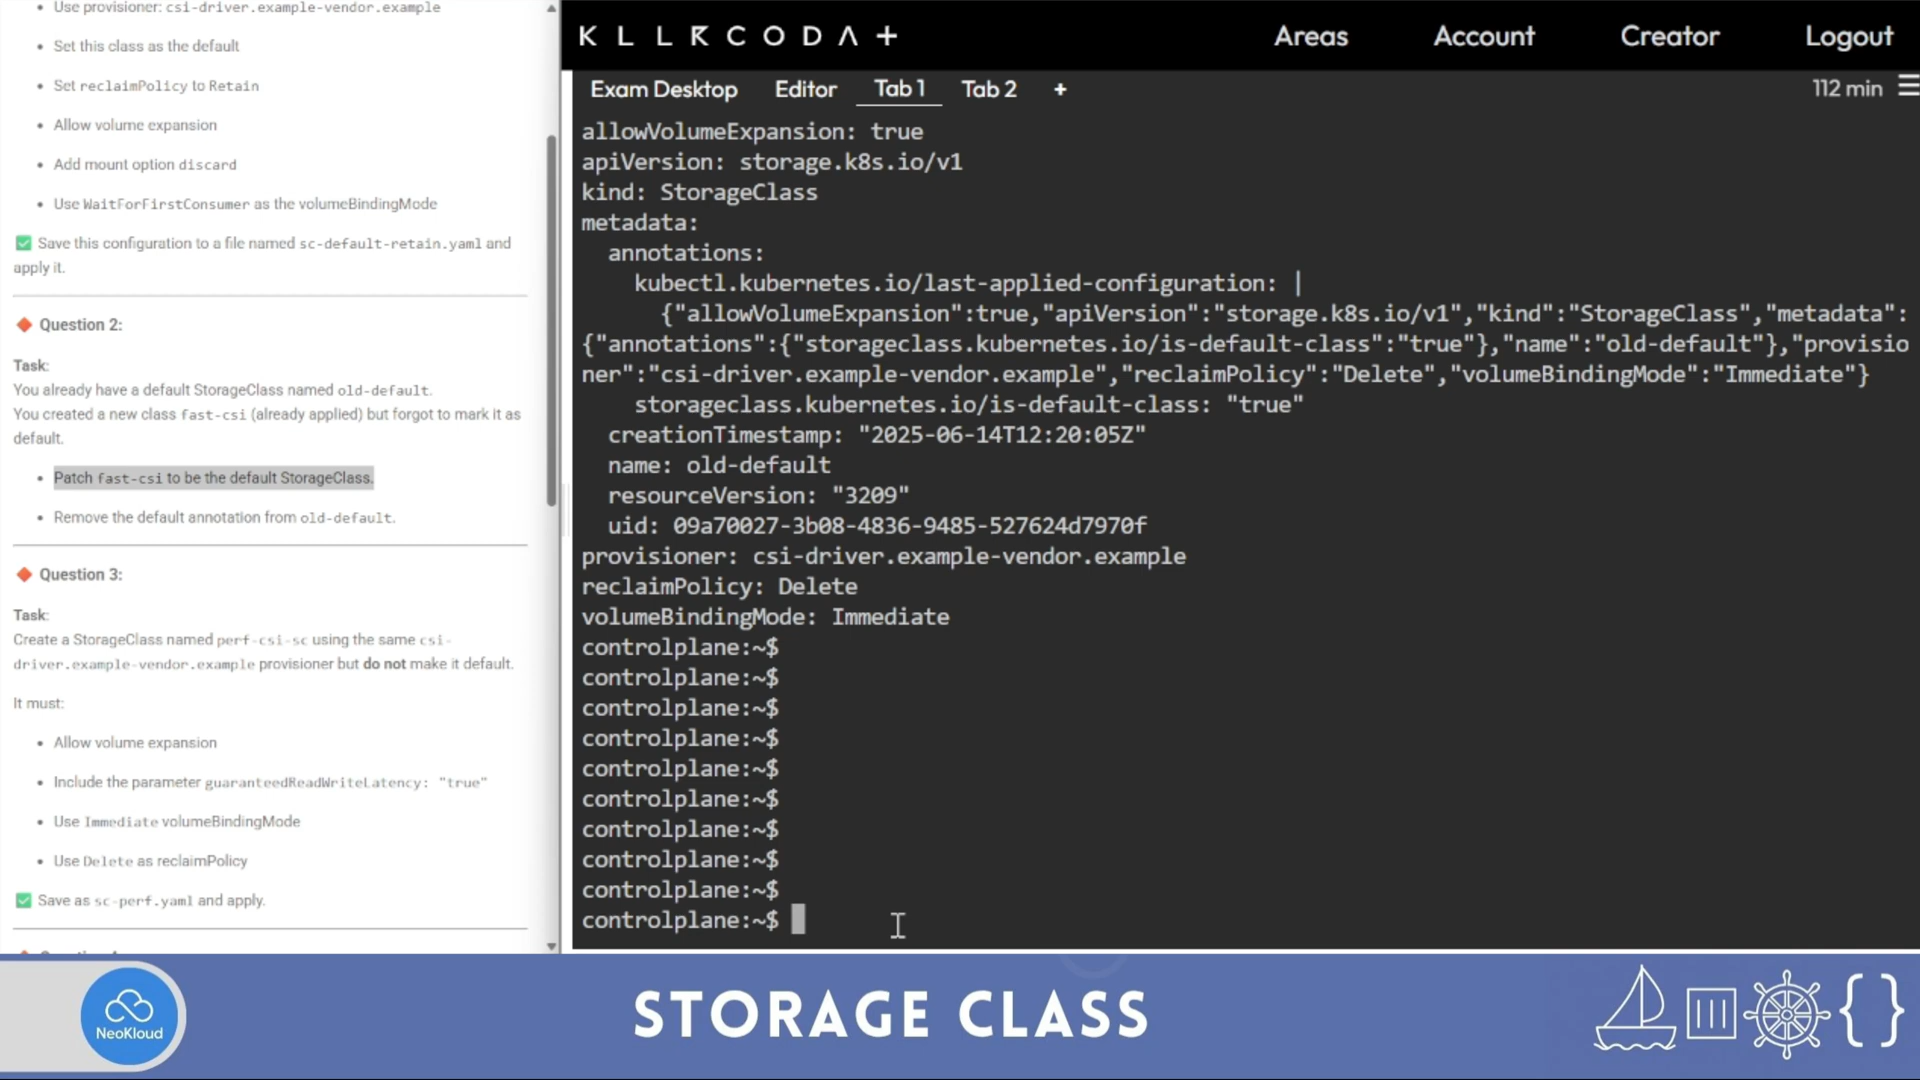 Use provisioner: csi-driver.example-vendor.example
Set this class as the default
Set reclaimPolicy to Retain
Allow volume expansion
Add mount option discard
Use WaitForFirstConsumer as the volumeBindingMode
Save this configuration to a file named sc-default-retain.yaml and
apply it.
Question 2:
Task:
You already have a default StorageClass named old-default.
You created a new class fast-csi (already applied) but forgot to mark it as
default.
Patch fast-csi to be the default StorageClass.
Remove the default annotation from old-default.
Question 3:
Task:
Create a StorageClass named perf-csi-sc using the same csi-
driver.example-vendor.example provisioner but do not make it default.
It must:
Allow volume expansion
Include the parameter guaranteedReadWriteLatency: "true"
Use Immediate volumeBindingMode
Use Delete as reclaimPolicy
Save as sc-perf.yaml and apply.
KLLRCODA+
Areas
Account
Creator
Logout
Exam Desktop
Editor
Tab 1
Tab 2
+
112 min
allowVolumeExpansion: true
apiVersion: storage.k8s.io/v1
kind: StorageClass
metadata:
  annotations:
    kubectl.kubernetes.io/last-applied-configuration: |
      {"allowVolumeExpansion":true,"apiVersion":"storage.k8s.io/v1","kind":"StorageClass","metadata":
{"annotations":{"storageclass.kubernetes.io/is-default-class":"true"},"name":"old-default"},"provisio
ner":"csi-driver.example-vendor.example","reclaimPolicy":"Delete","volumeBindingMode":"Immediate"}
    storageclass.kubernetes.io/is-default-class: "true"
  creationTimestamp: "2025-06-14T12:20:05Z"
  name: old-default
  resourceVersion: "3209"
  uid: 09a70027-3b08-4836-9485-527624d7970f
provisioner: csi-driver.example-vendor.example
reclaimPolicy: Delete
volumeBindingMode: Immediate
controlplane:~$
controlplane:~$
controlplane:~$
controlplane:~$
controlplane:~$
controlplane:~$
controlplane:~$
controlplane:~$
controlplane:~$
controlplane:~$
NeoKloud
STORAGE CLASS